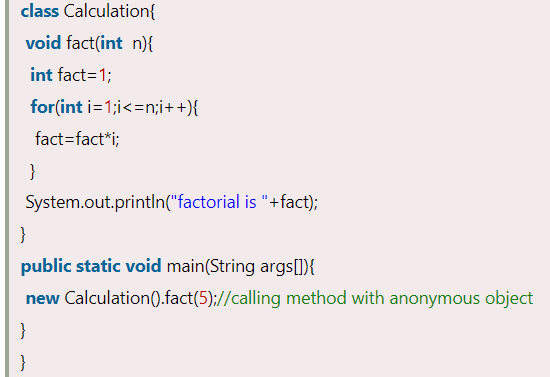 class Calculation{
void fact(int  n){
int fact=1;
for(int i=1;i<=n;i++){
fact=fact*i;
}
System.out.println("factorial is "+fact);
}
public static void main(String args[]){
new Calculation().fact(5);//calling method with anonymous object
}
}